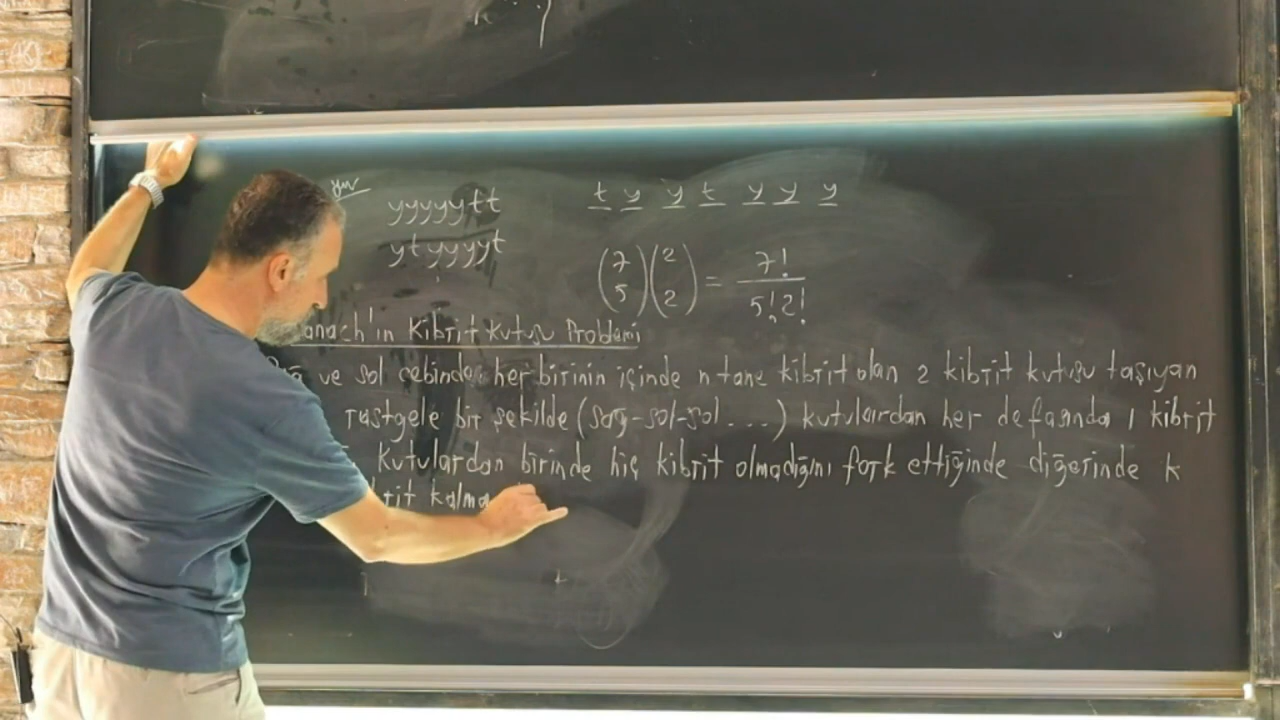 yyyyytt
t y y t y y y
ytyyyyt
(7 5)(2 2) = 7! / 5!2!
anach'ın Kibrit Kutusu Problemi
ve sol cebinde her birinin içinde n tane kibrit olan 2 kibrit kutusu taşıyan
rastgele bir şekilde (sağ-sol-sol...) kutulardan her defasında 1 kibrit
kutulardan birinde hiç kibrit olmadığını fark ettiğinde diğerinde k
kalma